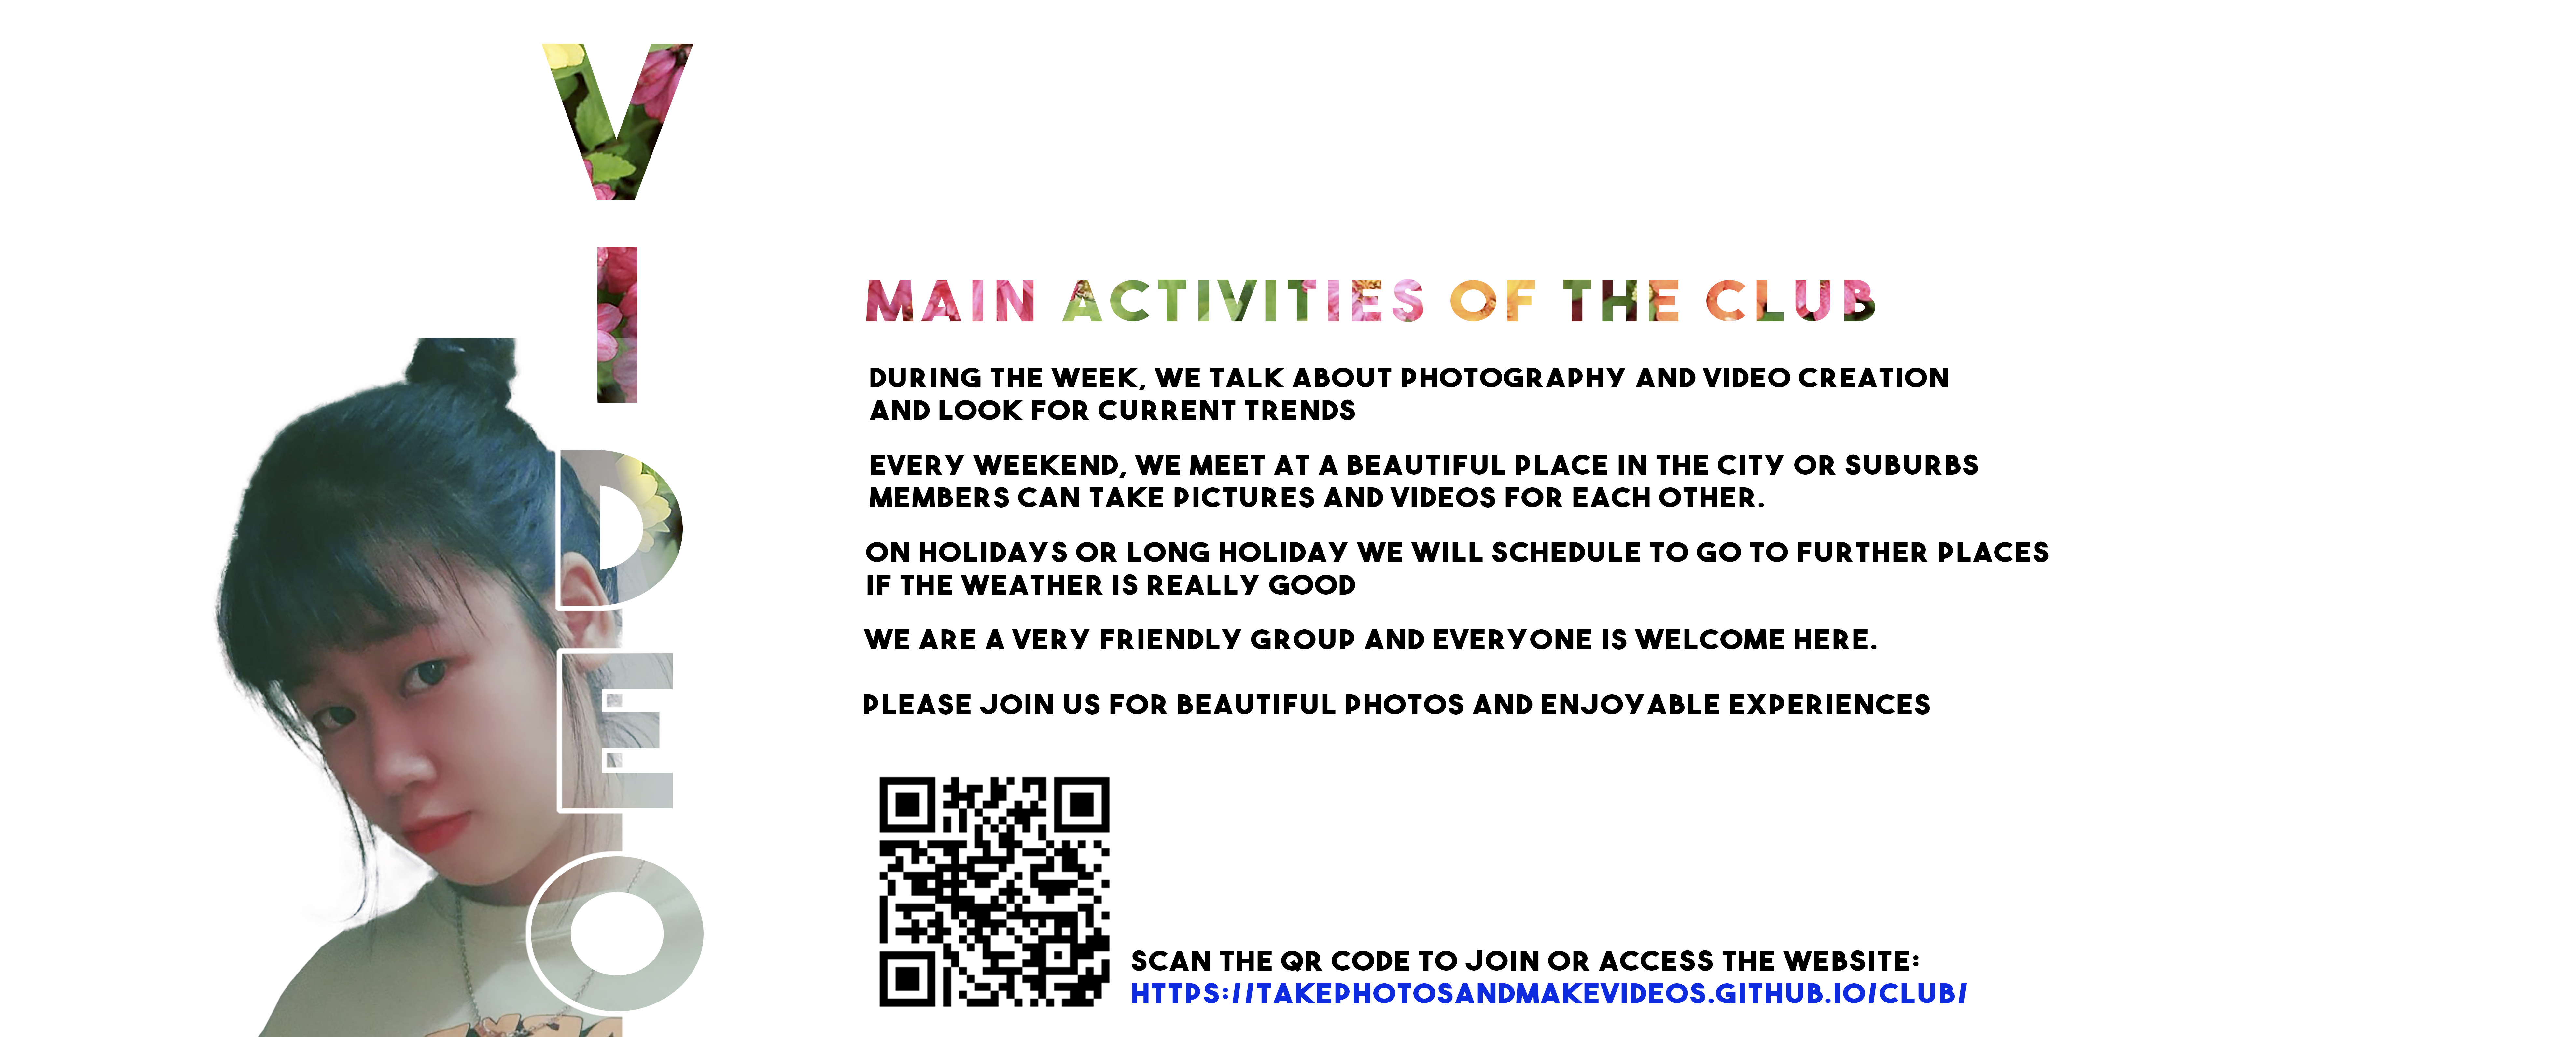 VIDEO
MAIN ACTIVITIES OF THE CLUB
DURING THE WEEK, WE TALK ABOUT PHOTOGRAPHY AND VIDEO CREATION
AND LOOK FOR CURRENT TRENDS
EVERY WEEKEND, WE MEET AT A BEAUTIFUL PLACE IN THE CITY OR SUBURBS
MEMBERS CAN TAKE PICTURES AND VIDEOS FOR EACH OTHER.
ON HOLIDAYS OR LONG HOLIDAY WE WILL SCHEDULE TO GO TO FURTHER PLACES
IF THE WEATHER IS REALLY GOOD
WE ARE A VERY FRIENDLY GROUP AND EVERYONE IS WELCOME HERE.
PLEASE JOIN US FOR BEAUTIFUL PHOTOS AND ENJOYABLE EXPERIENCES
SCAN THE QR CODE TO JOIN OR ACCESS THE WEBSITE:
HTTPS://TAKEPHOTOSANDMAKEVIDEOS.GITHUB.IO/CLUB/